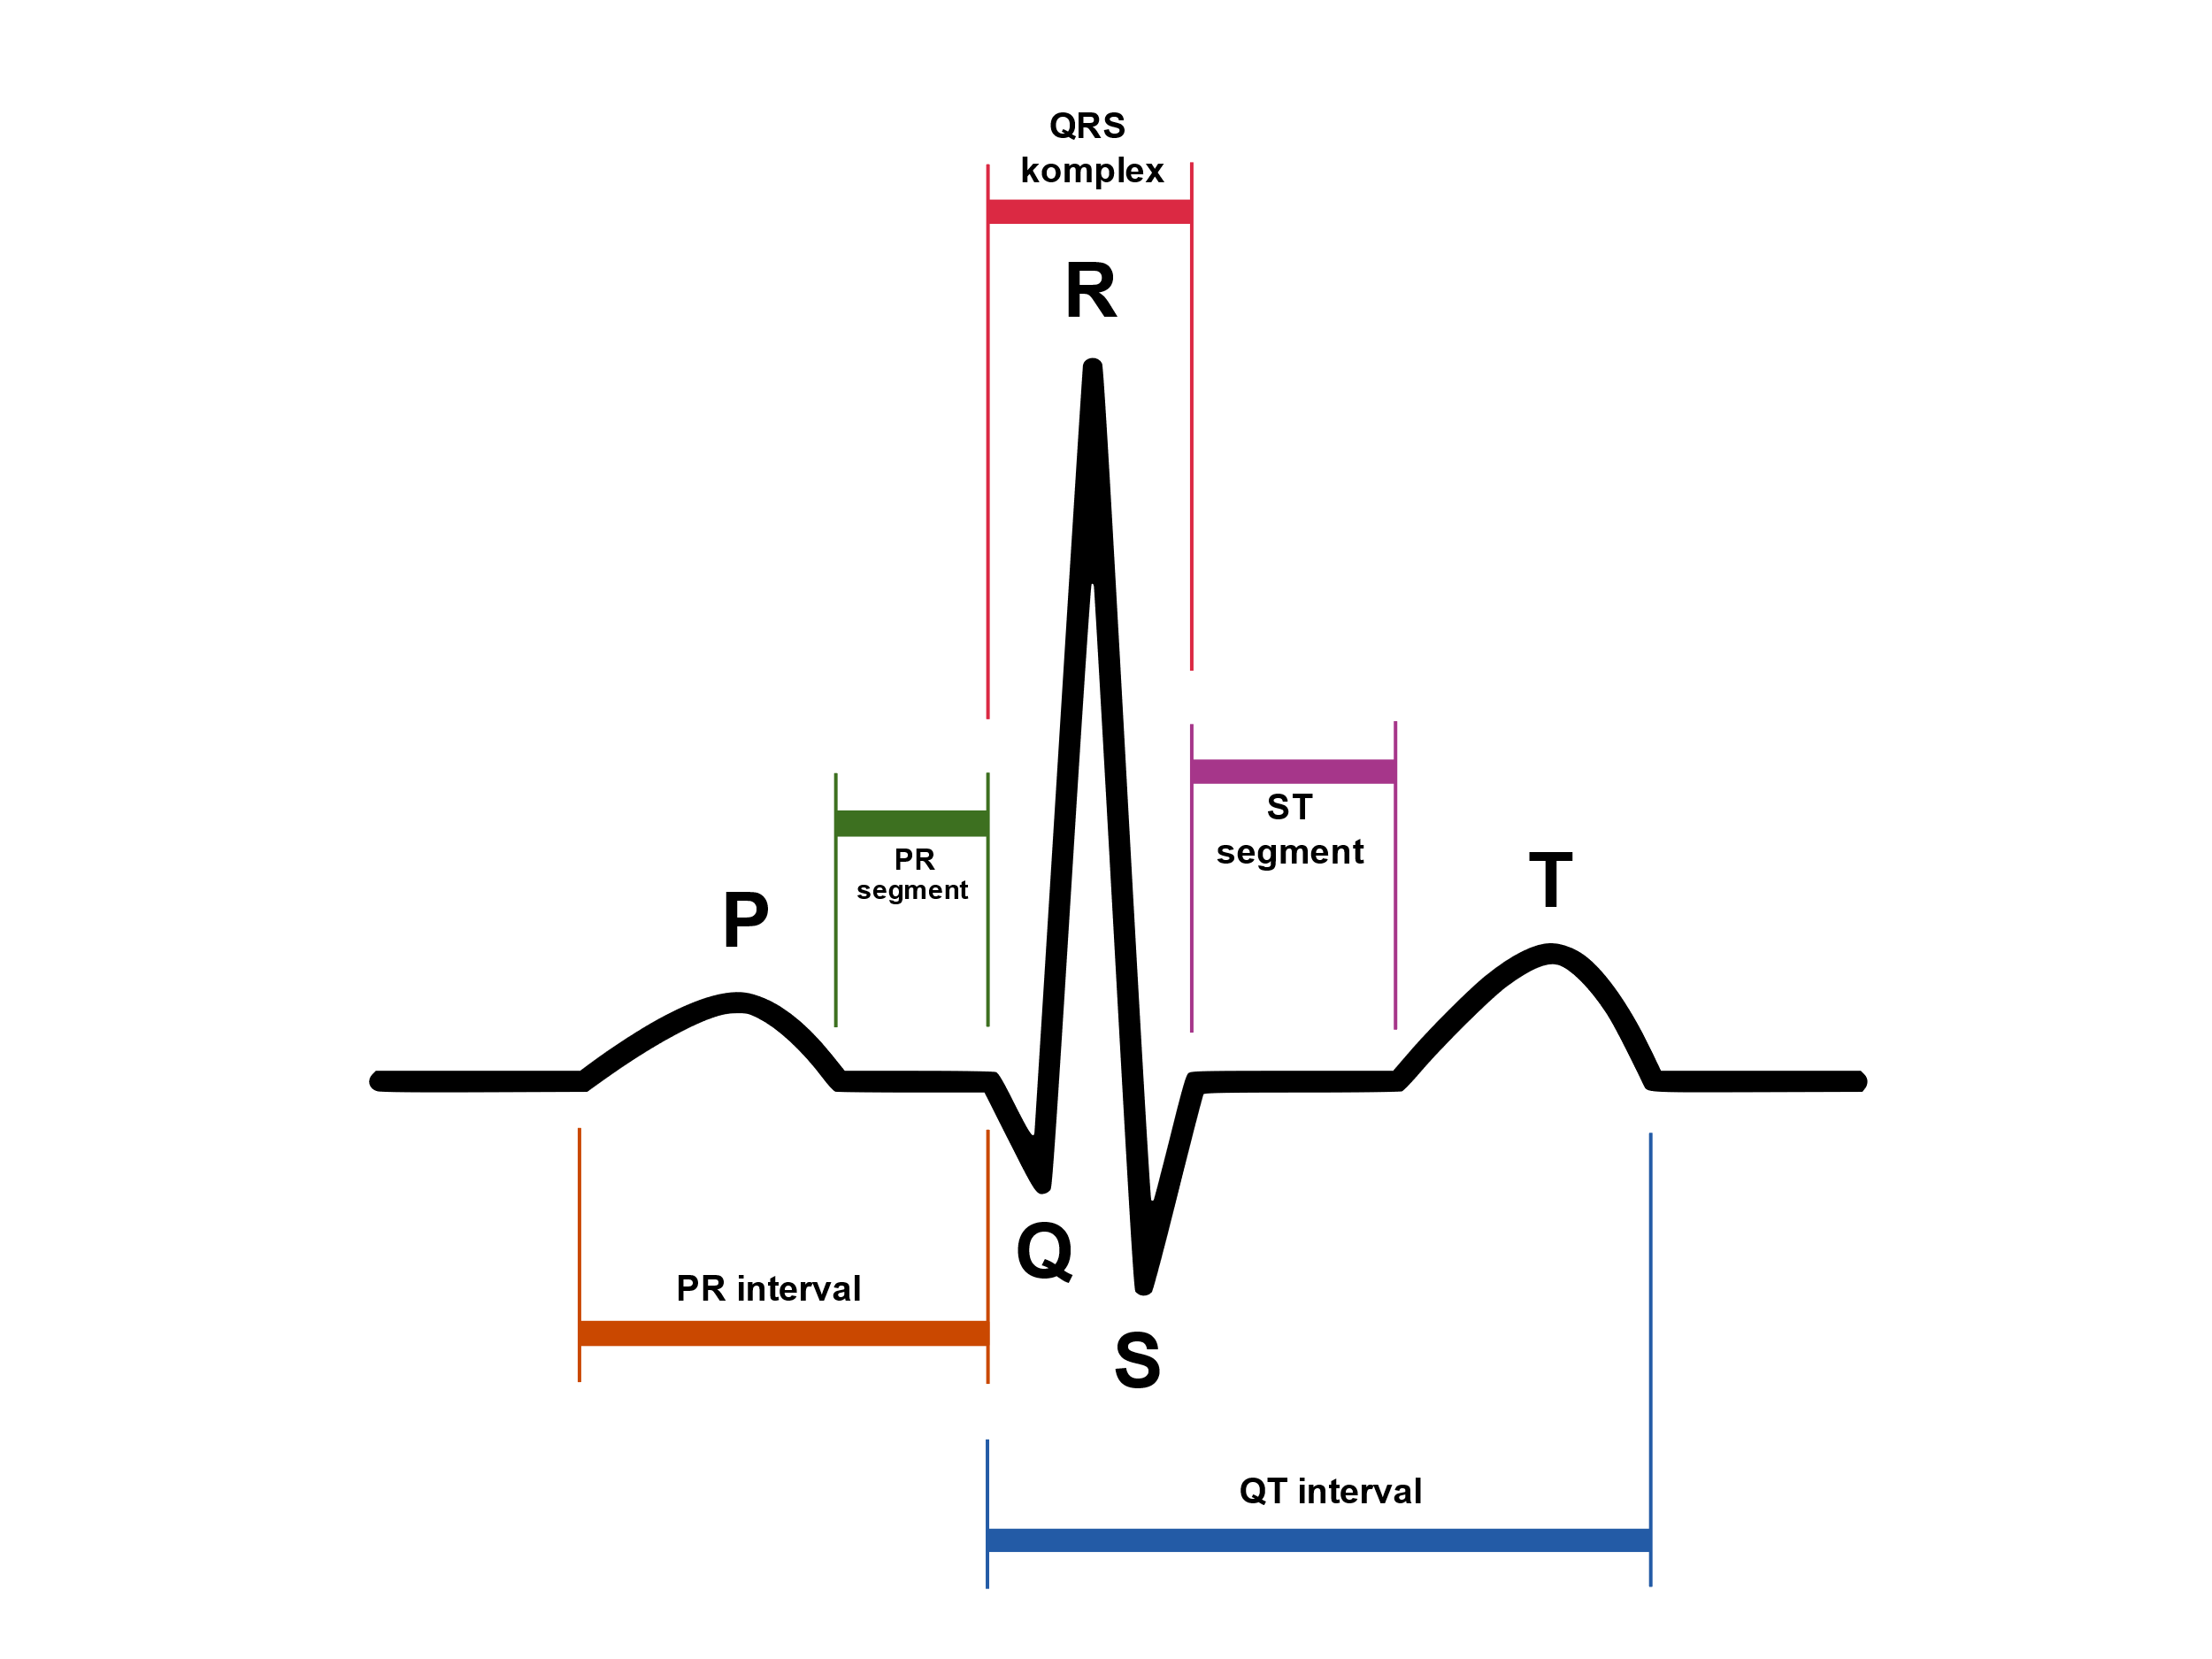 QRS
komplex
R
ST
segment
PR
segment
T
P
Q
PR interval
S
QT interval